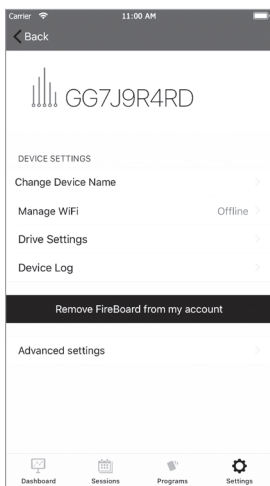 Carrier 11:00 AM
Back
GG7J9R4RD
DEVICE SETTINGS
Change Device Name
Manage WiFi Offline
Drive Settings
Device Log
Remove FireBoard from my account
Advanced settings
Dashboard Sessions Programs Settings